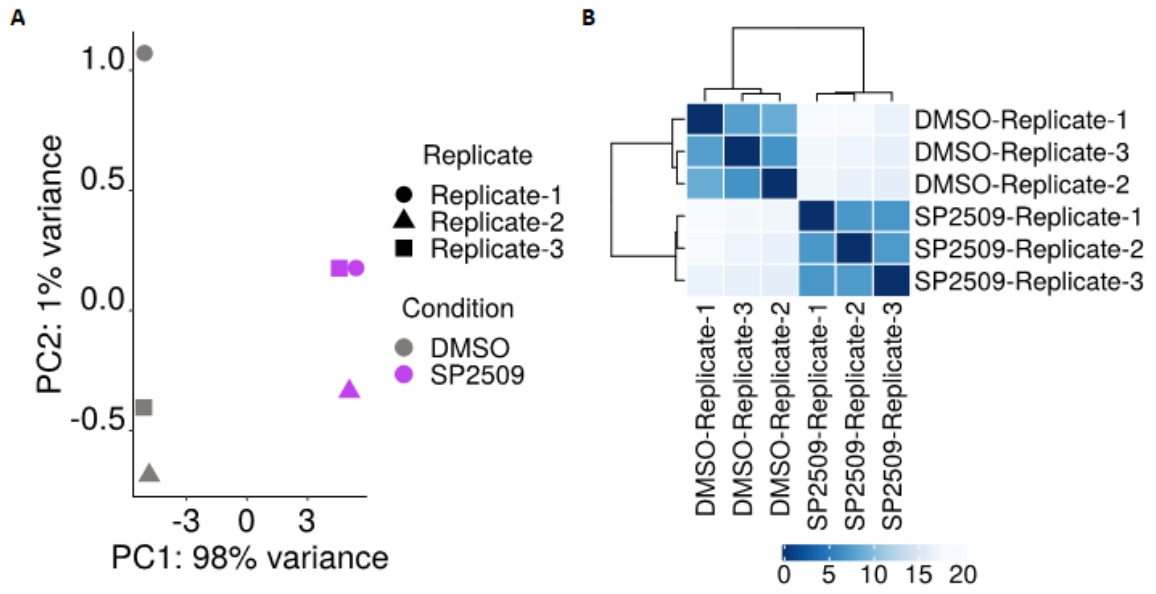 A
PC2: 1% variance
1.0
0.5
0.0
-0.5
-3 0 3
PC1: 98% variance
Replicate
Replicate-1
Replicate-2
Replicate-3
Condition
DMSO
SP2509
B
DMSO-Replicate-1
DMSO-Replicate-3
DMSO-Replicate-2
SP2509-Replicate-1
SP2509-Replicate-2
SP2509-Replicate-3
DMSO-Replicate-1
DMSO-Replicate-3
DMSO-Replicate-2
SP2509-Replicate-1
SP2509-Replicate-2
SP2509-Replicate-3
0 5 10 15 20